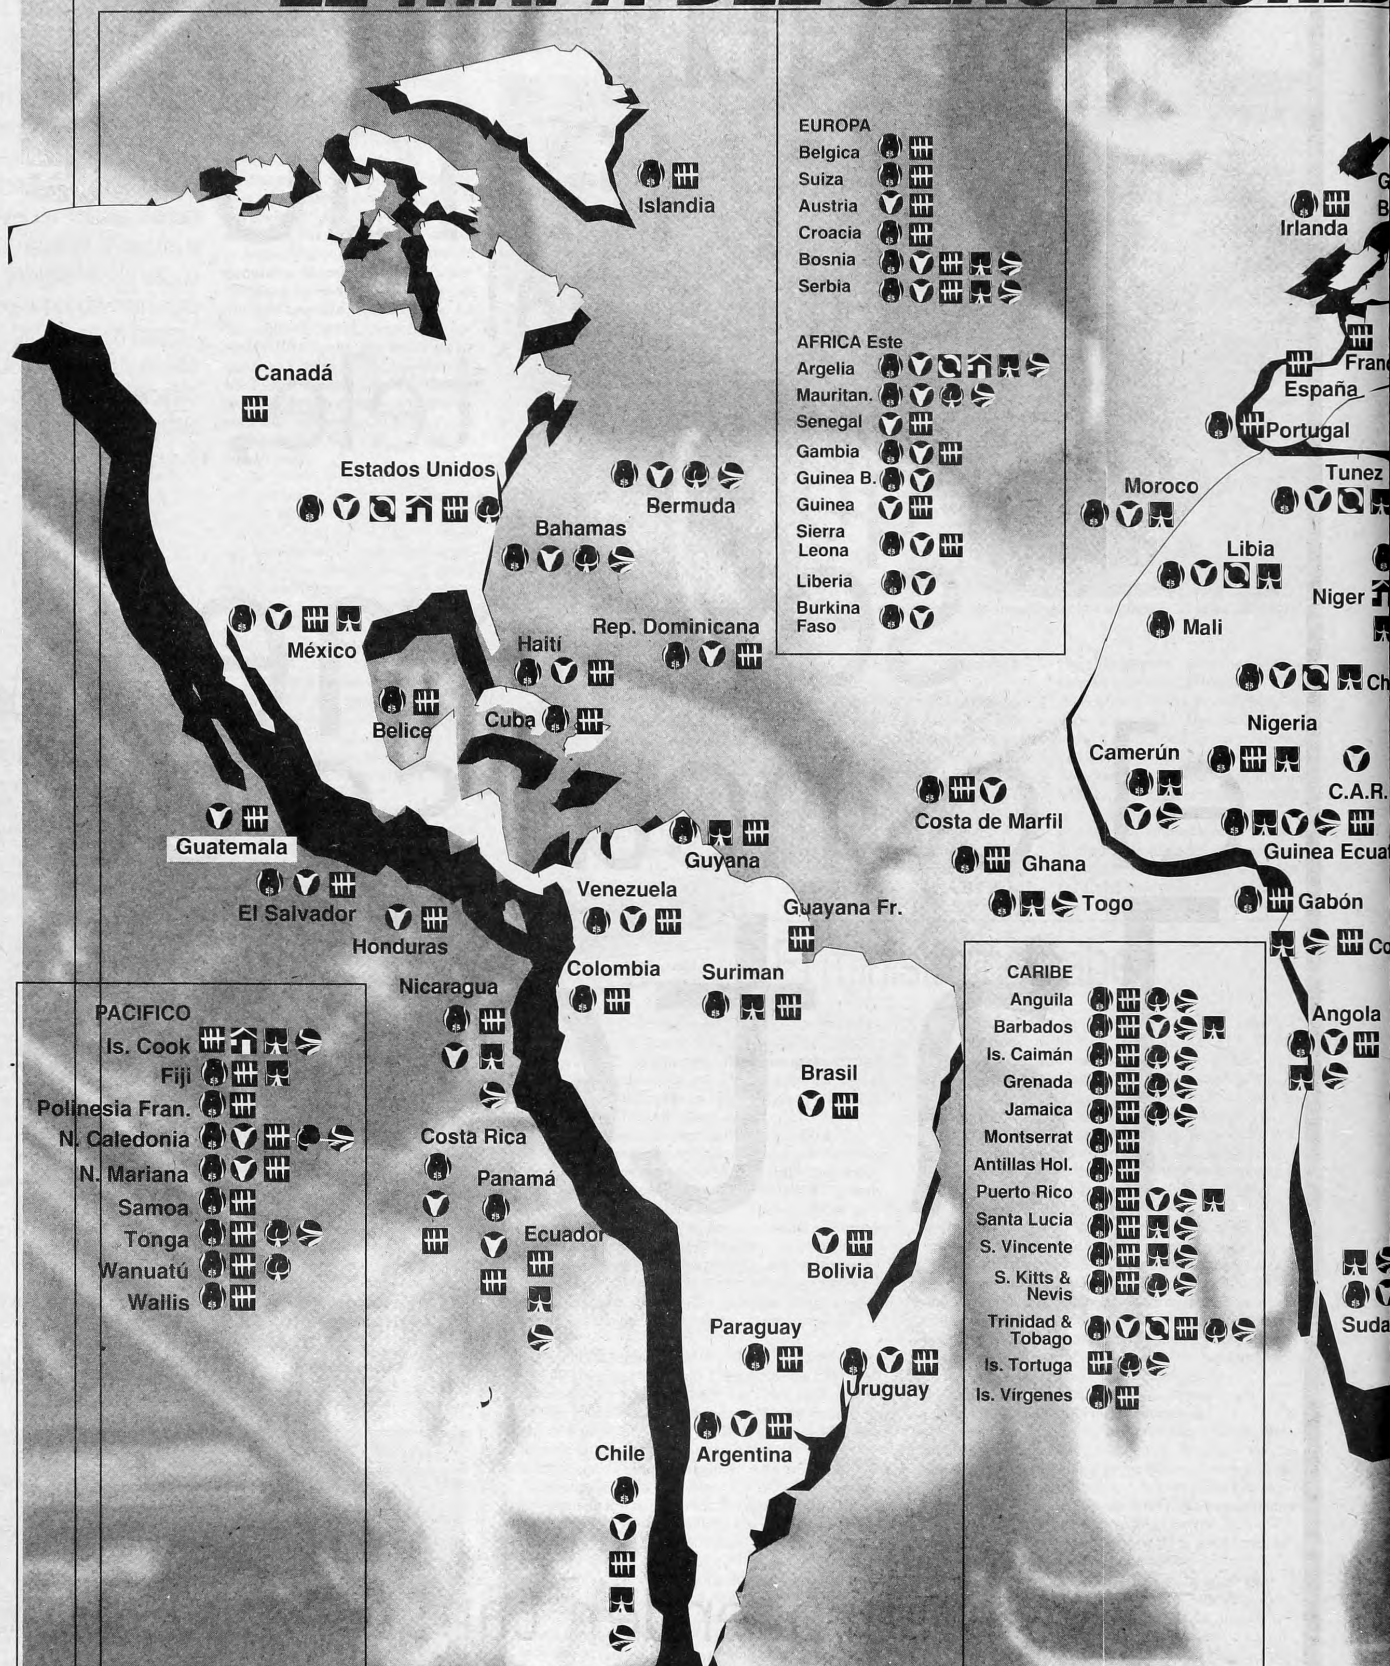 EL MAPA DEL
EUROPA
Belgica
Suiza
Austria
Croacia
Bosnia
Serbia
AFRICA Este
Argelia
Mauritan.
Senegal
Gambia
Guinea B.
Guinea
Sierra
Leona
Liberia
Burkina
Faso
Islandia
Irlanda
Canadá
España
Portugal
Estados Unidos
Bermuda
Bahamas
Moroco
Tunez
Libia
Niger
Mali
México
Haití
Rep. Dominicana
Belice
Cuba
Nigeria
Camerún
C.A.R.
Costa de Marfil
Guatemala
Guyana
Ghana
El Salvador
Venezuela
Guayana Fr.
Togo
Gabón
Honduras
Nicaragua
Colombia
Suriman
Angola
Brasil
Costa Rica
Panamá
Ecuador
Bolivia
Paraguay
Uruguay
Chile
Argentina
PACIFICO
Is. Cook
Fiji
Polinesia Fran.
N. Caledonia
N. Mariana
Samoa
Tonga
Wanuatú
Wallis
CARIBE
Anguila
Barbados
Is. Caimán
Grenada
Jamaica
Montserrat
Antillas Hol.
Puerto Rico
Santa Lucia
S. Vincente
S. Kitts &
Nevis
Trinidad &
Tobago
Is. Tortuga
Is. Vírgenes